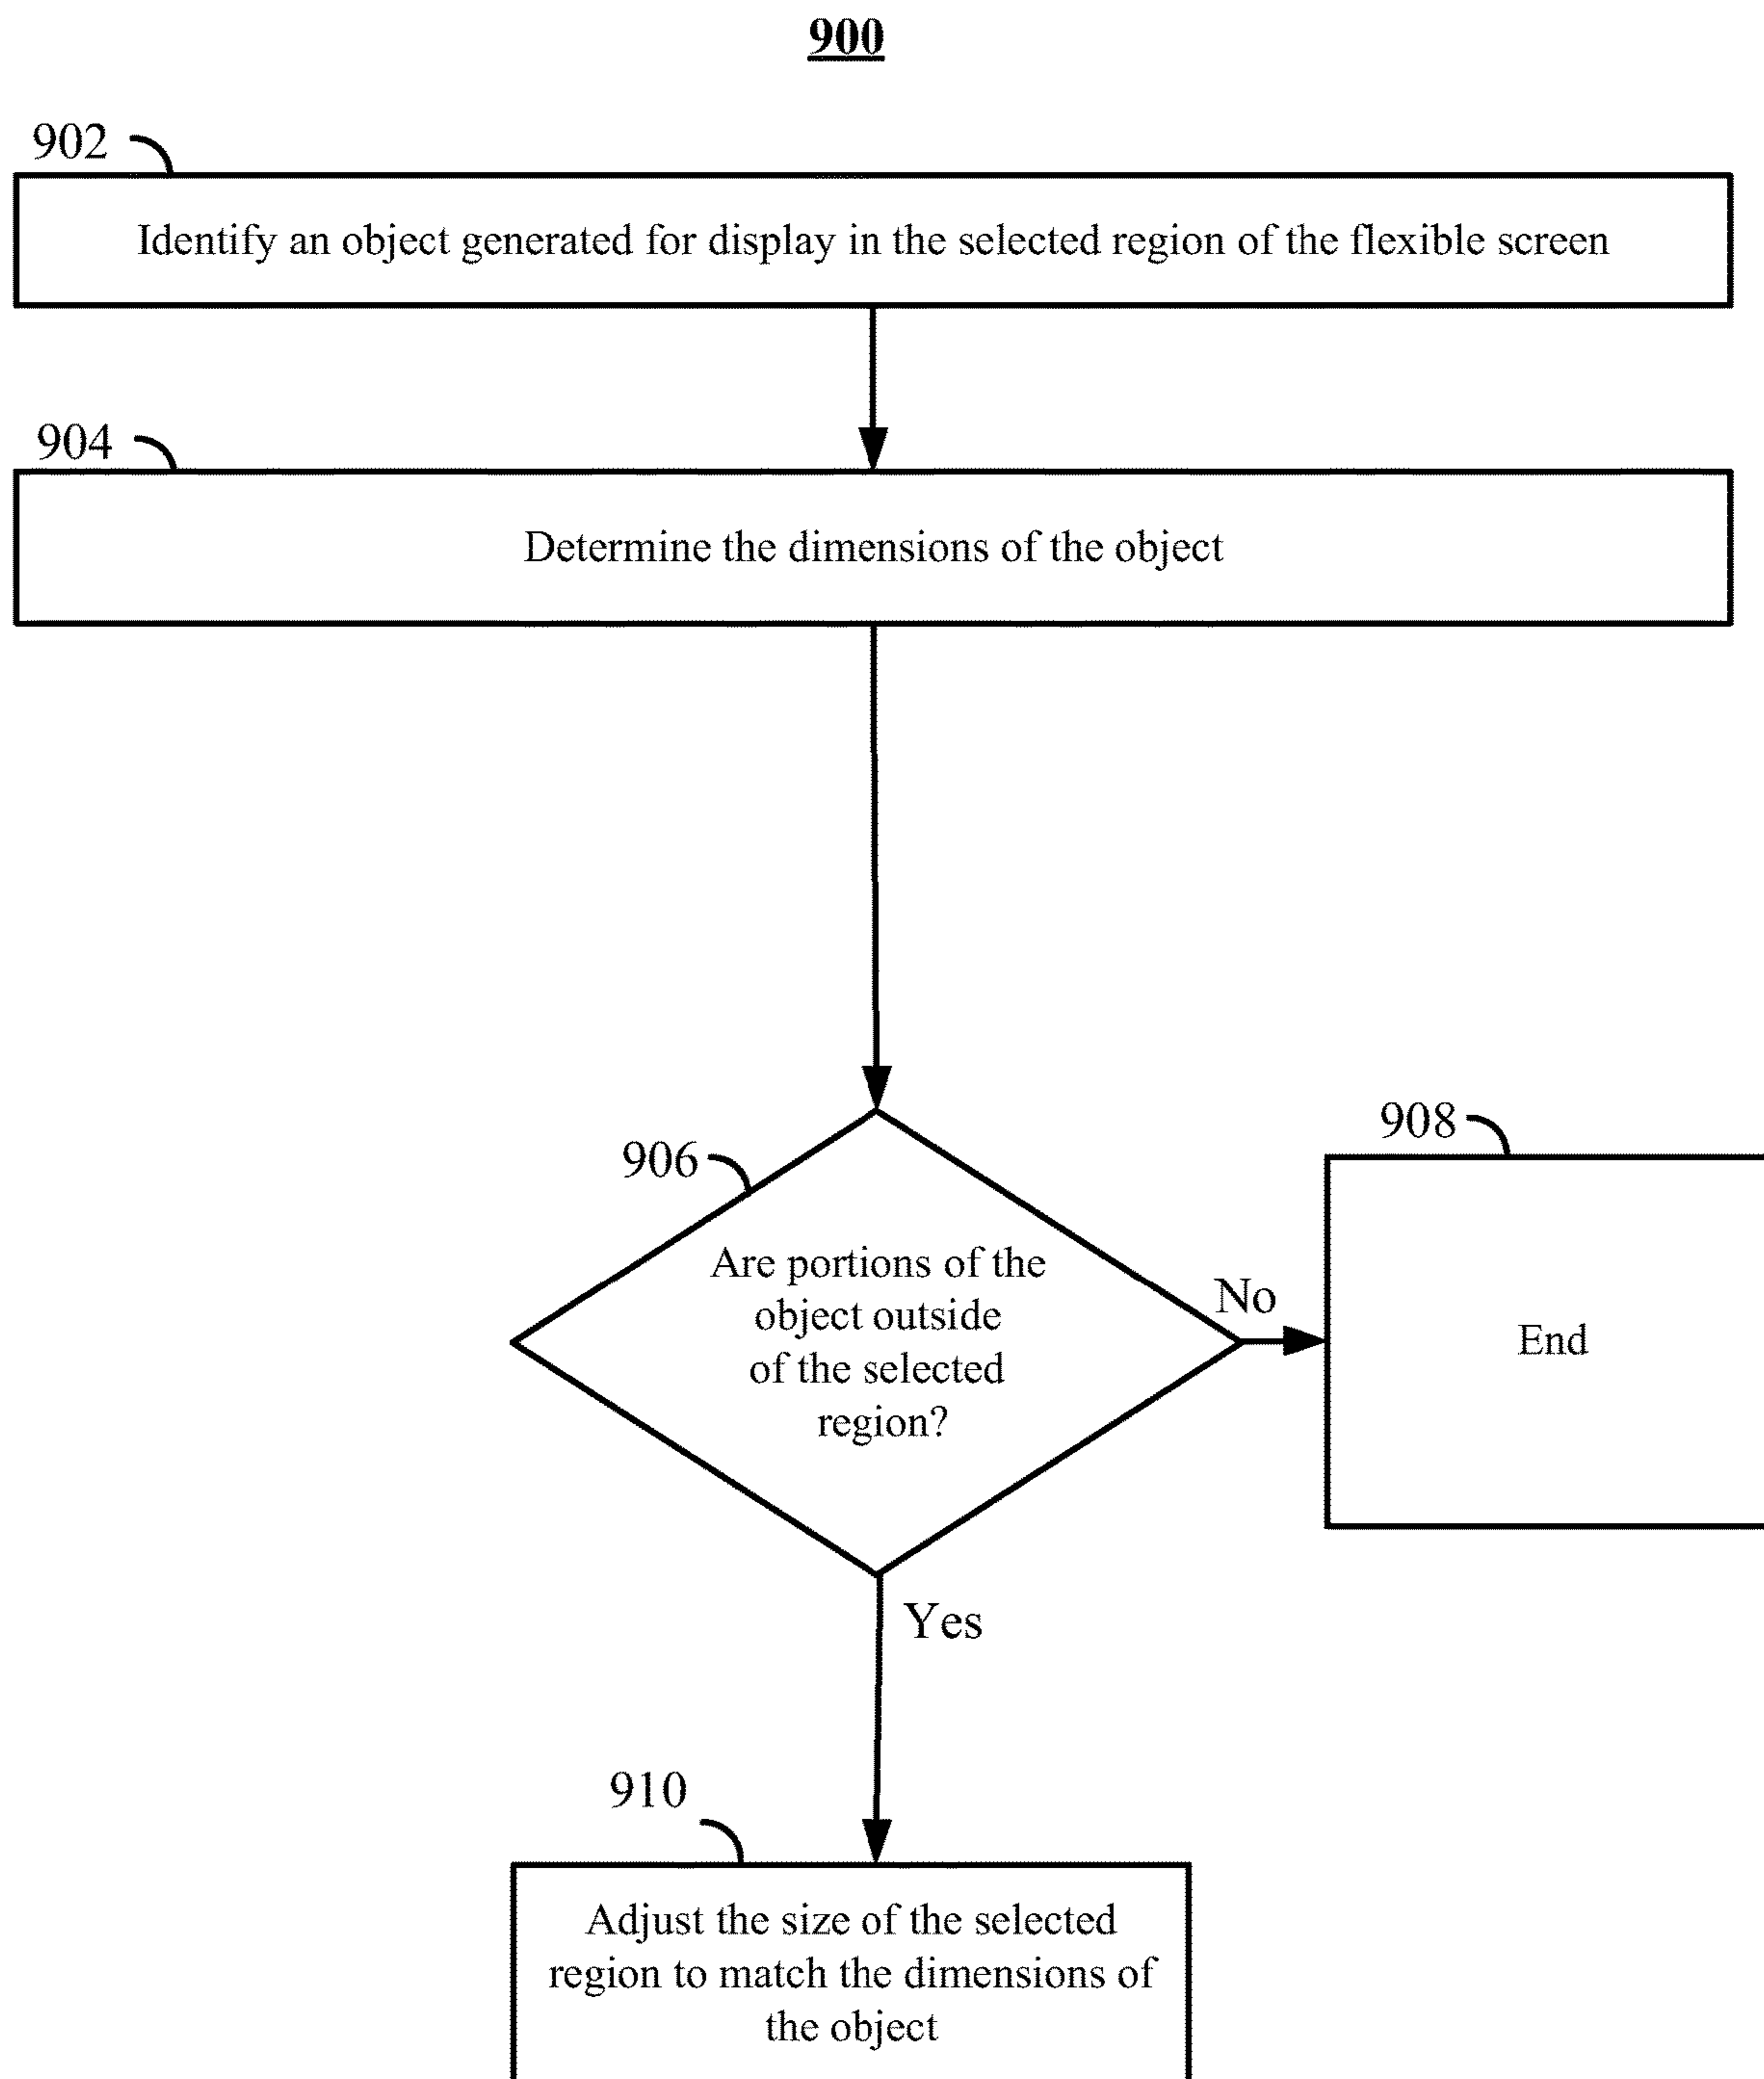 900
902
Identify an object generated for display in the selected region of the flexible screen
904
Determine the dimensions of the object
906
Are portions of the
object outside
of the selected
region?
No
908
End
Yes
910
Adjust the size of the selected
region to match the dimensions of
the object